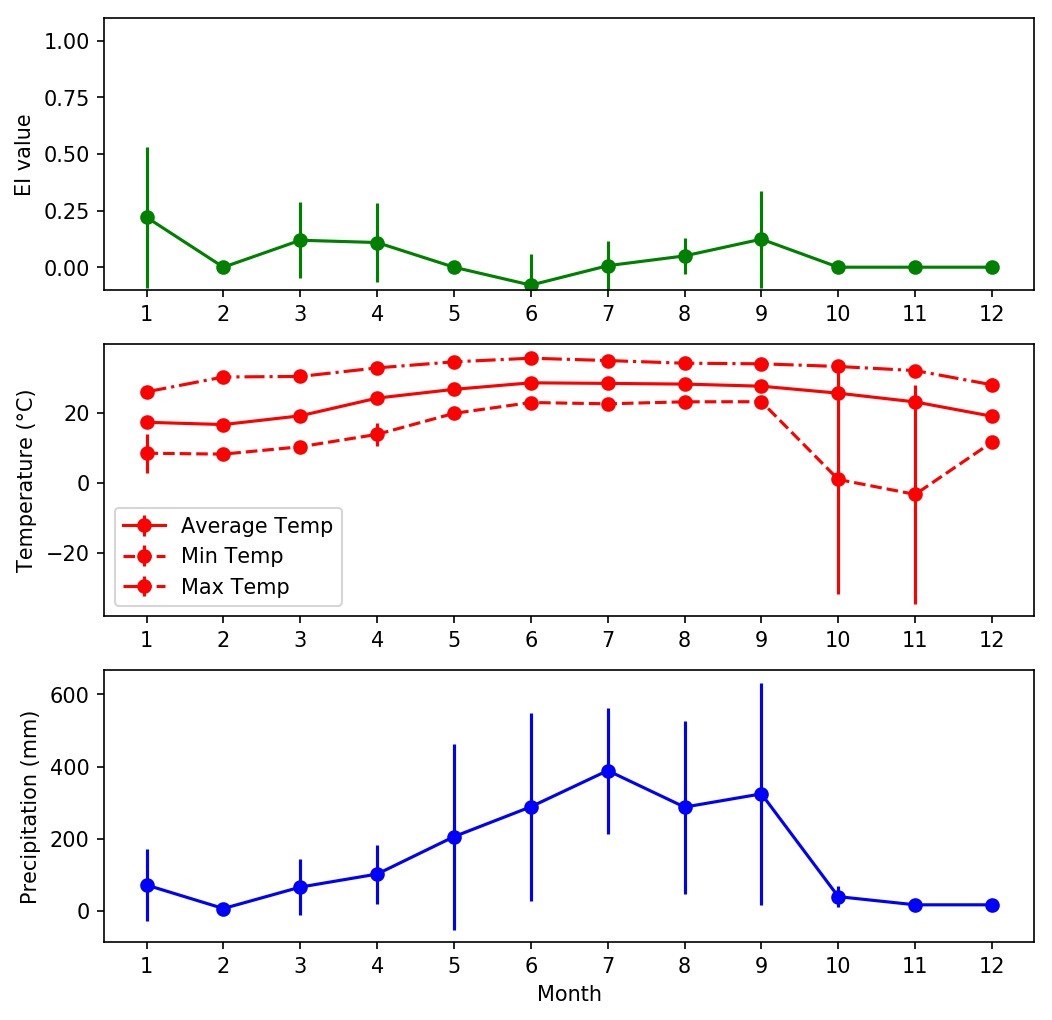 1.00
0.75
0.50
0.25
0.00
EI value
1 2 3 4 5 6 7 8 9 10 11 12
20
0
−20
Temperature (°C)
Average Temp
Min Temp
Max Temp
1 2 3 4 5 6 7 8 9 10 11 12
600
400
200
0
Precipitation (mm)
1 2 3 4 5 6 7 8 9 10 11 12
Month